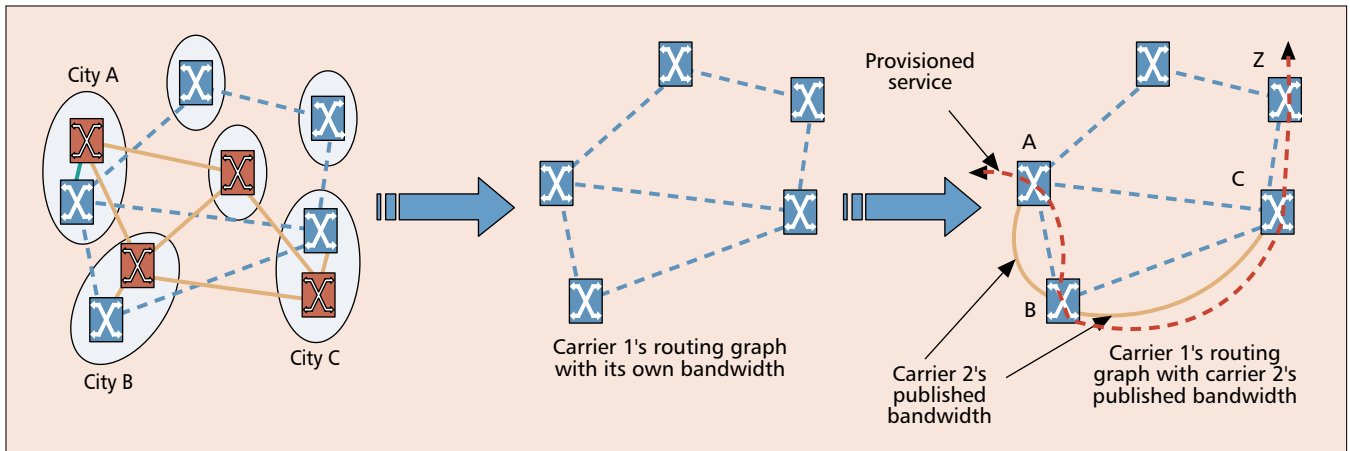 City A
City B
City C
Carrier 1's routing graph
with its own bandwidth
Provisioned
service
A
B
C
Z
Carrier 2's
published
bandwidth
Carrier 1's routing
graph with carrier 2's
published bandwidth